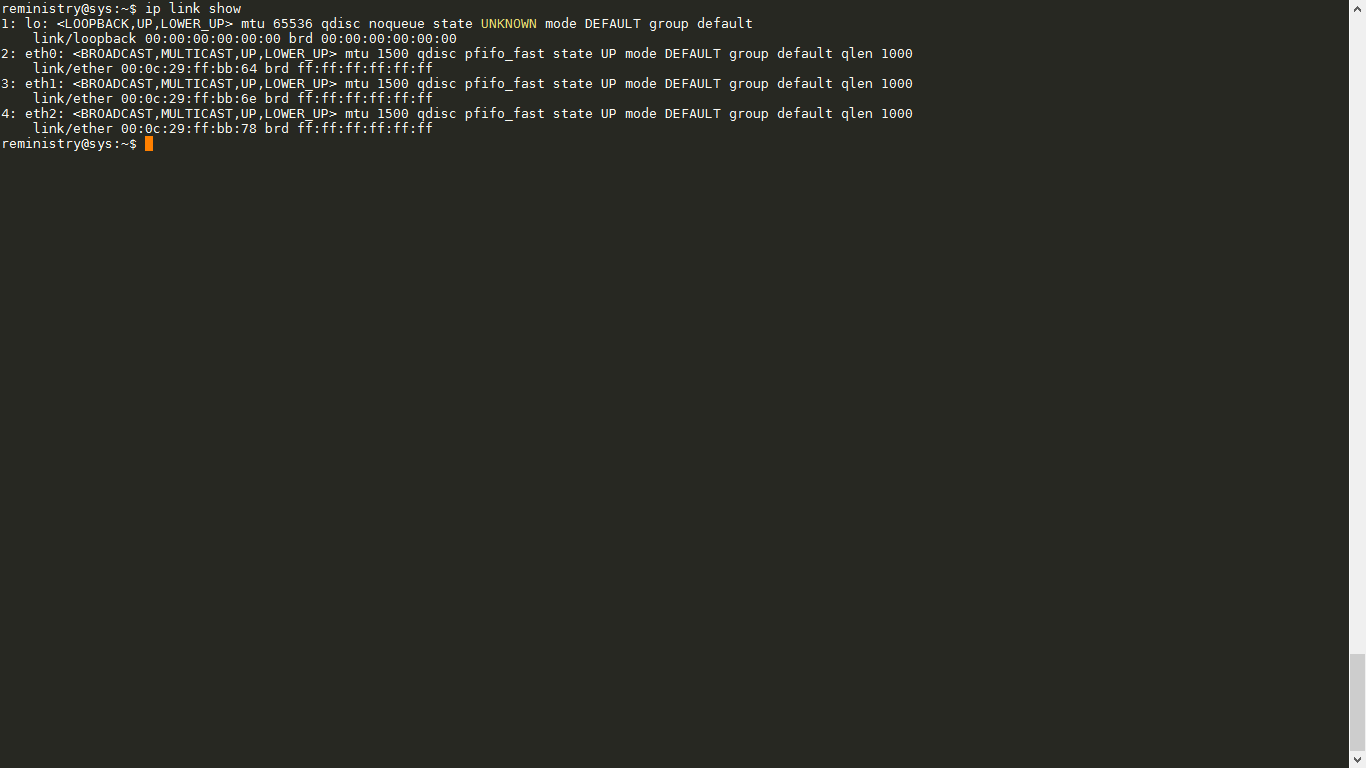 reministry@sys:~$ ip link show
1: lo: <LOOPBACK,UP,LOWER_UP> mtu 65536 qdisc noqueue state UNKNOWN mode DEFAULT group default
    link/loopback 00:00:00:00:00:00 brd 00:00:00:00:00:00
2: eth0: <BROADCAST,MULTICAST,UP,LOWER_UP> mtu 1500 qdisc pfifo_fast state UP mode DEFAULT group default qlen 1000
    link/ether 00:0c:29:ff:bb:64 brd ff:ff:ff:ff:ff:ff
3: eth1: <BROADCAST,MULTICAST,UP,LOWER_UP> mtu 1500 qdisc pfifo_fast state UP mode DEFAULT group default qlen 1000
    link/ether 00:0c:29:ff:bb:6e brd ff:ff:ff:ff:ff:ff
4: eth2: <BROADCAST,MULTICAST,UP,LOWER_UP> mtu 1500 qdisc pfifo_fast state UP mode DEFAULT group default qlen 1000
    link/ether 00:0c:29:ff:bb:78 brd ff:ff:ff:ff:ff:ff
reministry@sys:~$